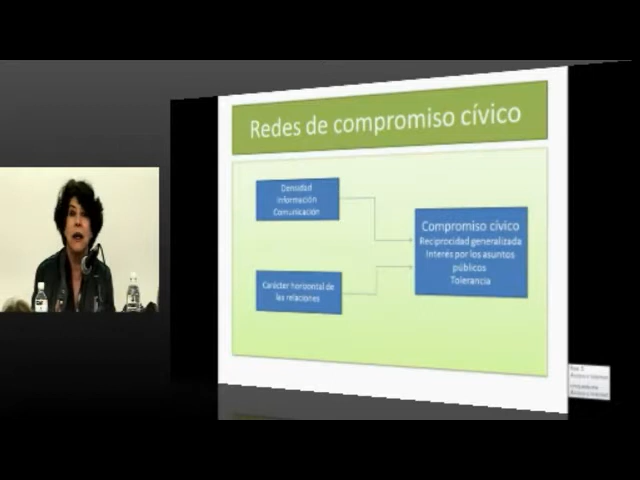 Redes de compromiso cívico
Densidad
Información
Comunicación
Carácter horizontal de
las relaciones
Compromiso cívico
Reciprocidad generalizada
Interés por los asuntos
públicos
Tolerancia